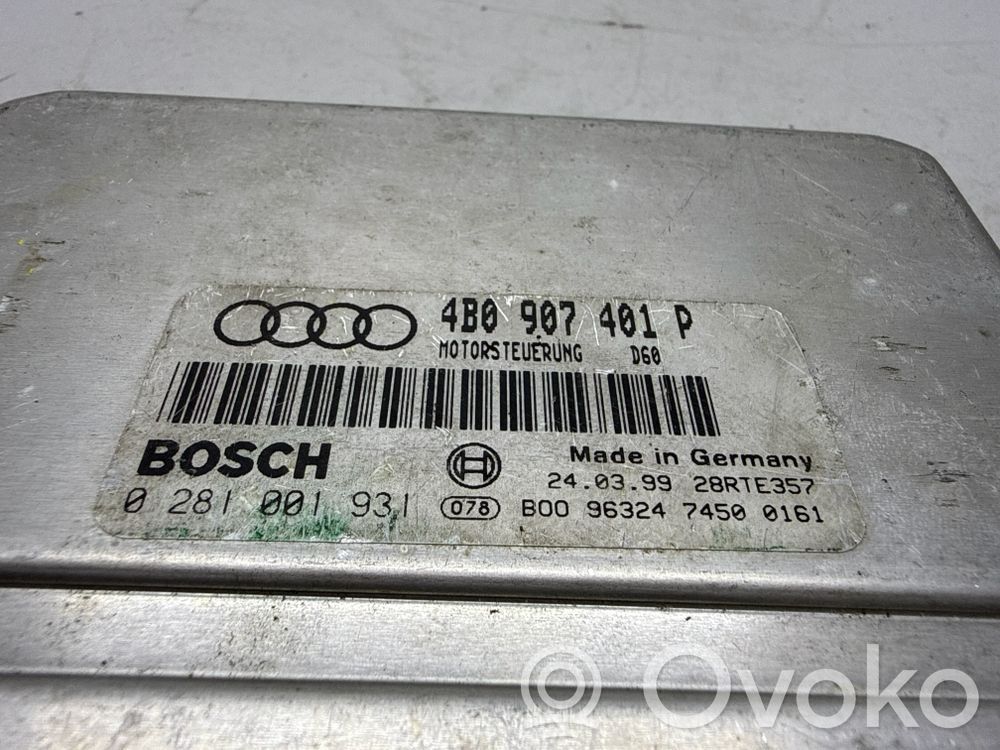 4B0 907 401 P
MOTORSTEUERUNG D60
BOSCH
Made in Germany
0 281 001 931
24.03.99 28RTE357
078 B00 96324 7450 0161
Ovoko